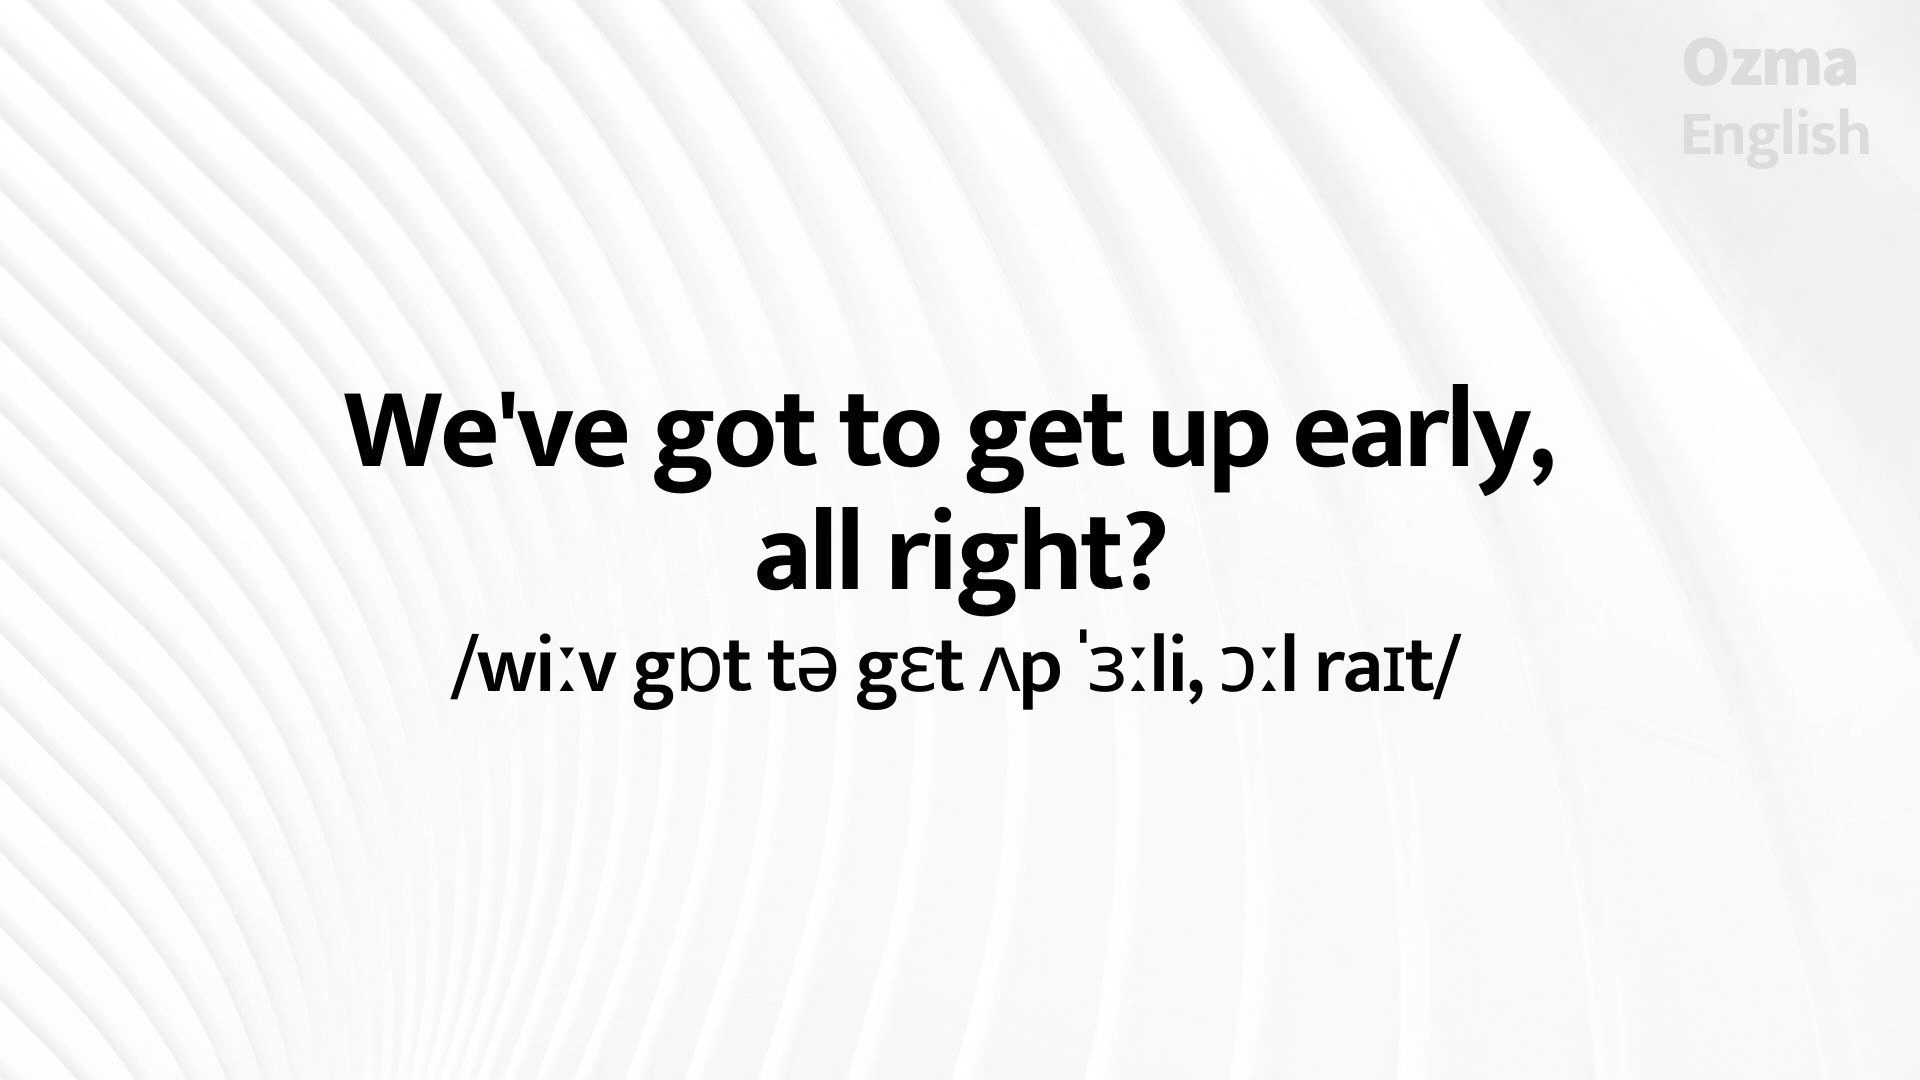 Ozma
English
We've got to get up early,
all right?
/wiːv gɒt tə gɛt ʌp ˈɜːli, ɔːl raɪt/